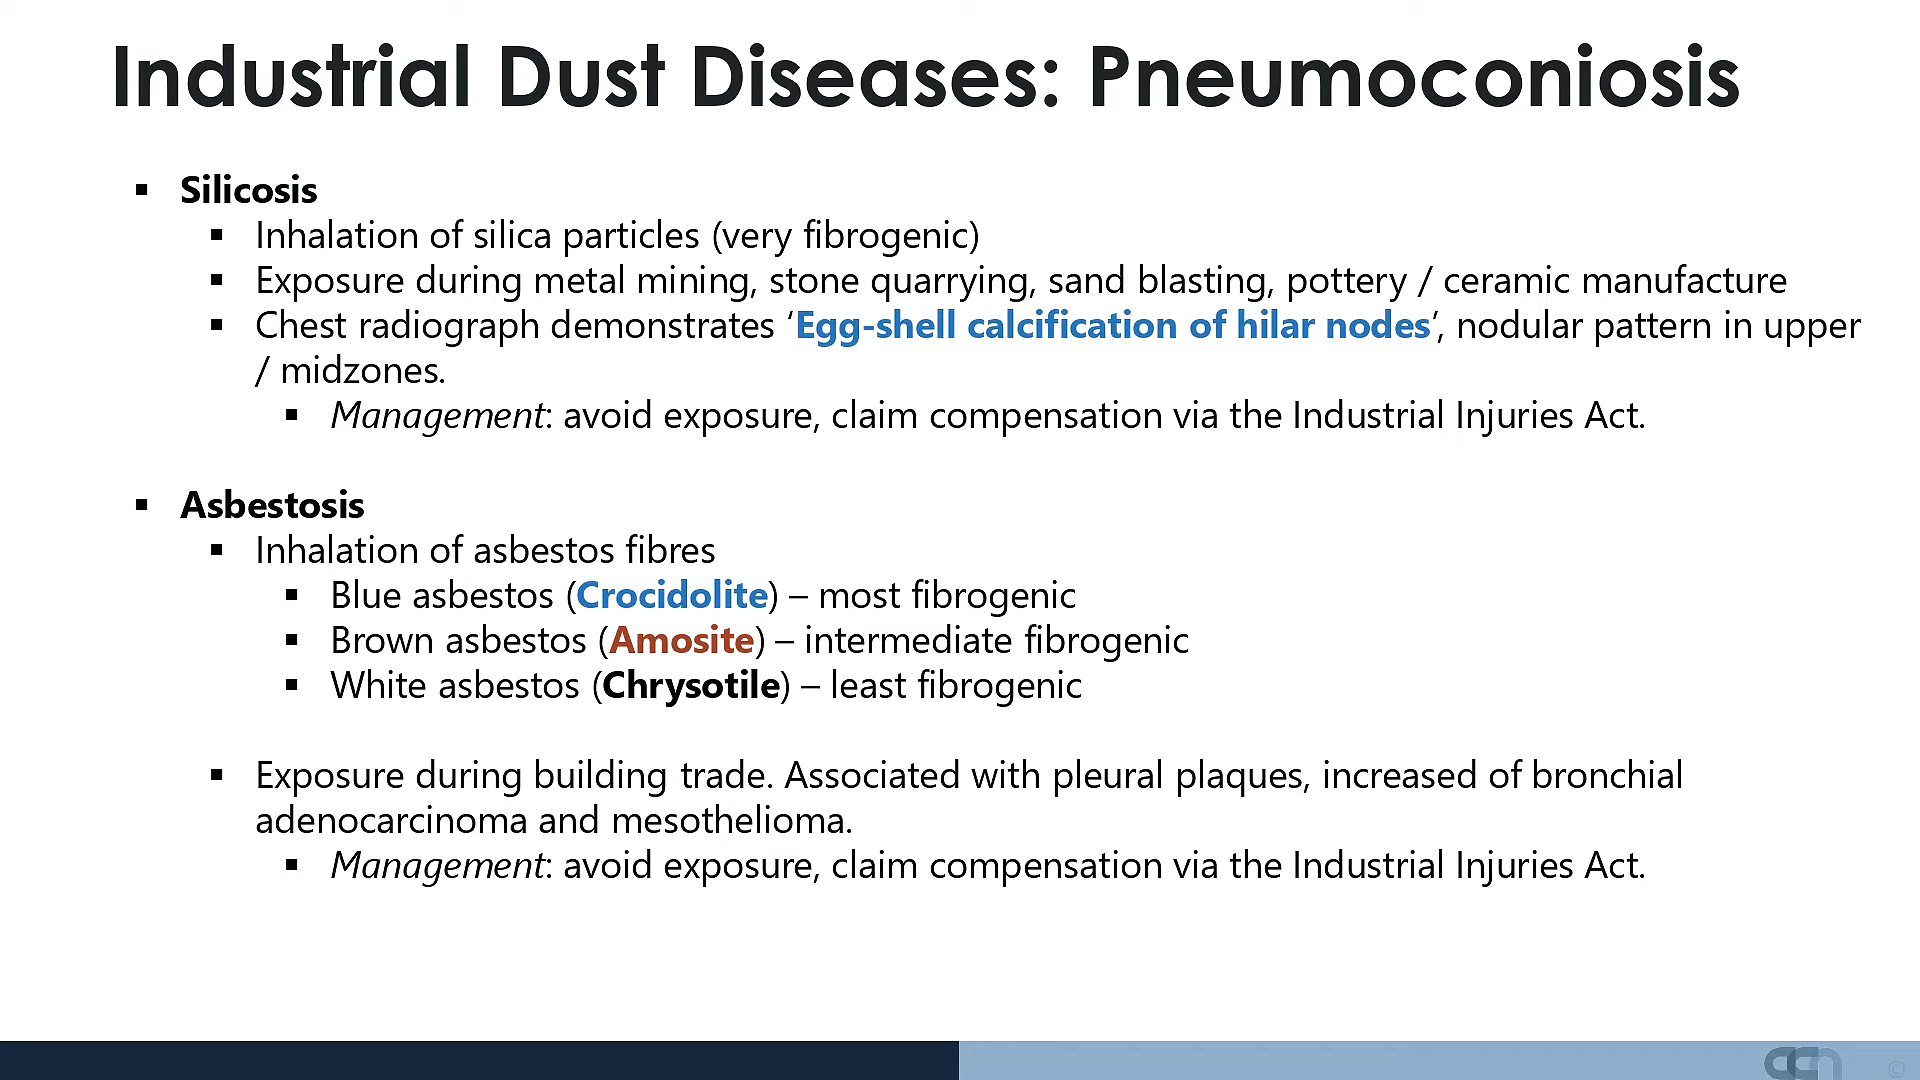 Industrial Dust Diseases: Pneumoconiosis
▪ Silicosis
▪ Inhalation of silica particles (very fibrogenic)
▪ Exposure during metal mining, stone quarrying, sand blasting, pottery / ceramic manufacture
▪ Chest radiograph demonstrates ‘Egg-shell calcification of hilar nodes’, nodular pattern in upper
/ midzones.
▪ Management: avoid exposure, claim compensation via the Industrial Injuries Act.
▪ Asbestosis
▪ Inhalation of asbestos fibres
▪ Blue asbestos (Crocidolite) – most fibrogenic
▪ Brown asbestos (Amosite) – intermediate fibrogenic
▪ White asbestos (Chrysotile) – least fibrogenic
▪ Exposure during building trade. Associated with pleural plaques, increased of bronchial
adenocarcinoma and mesothelioma.
▪ Management: avoid exposure, claim compensation via the Industrial Injuries Act.
©